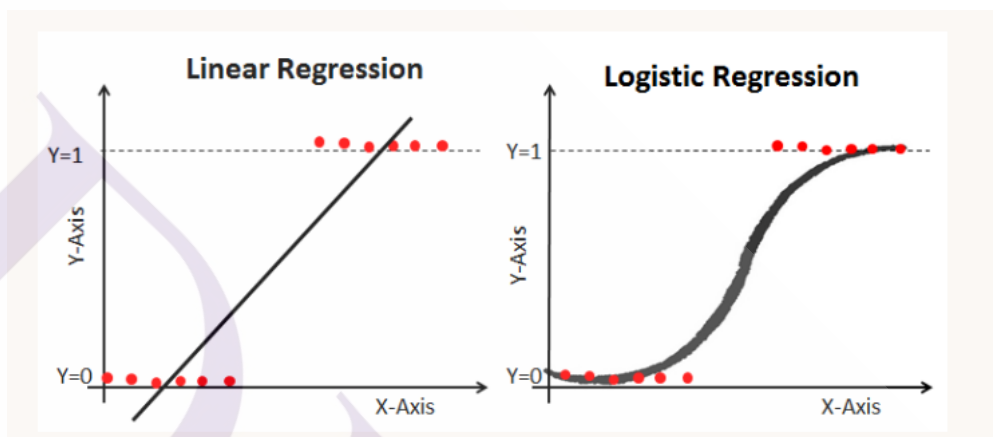 Linear Regression
Y=1
Y-Axis
Y=0
X-Axis
Logistic Regression
Y=1
Y-Axis
Y=0
X-Axis